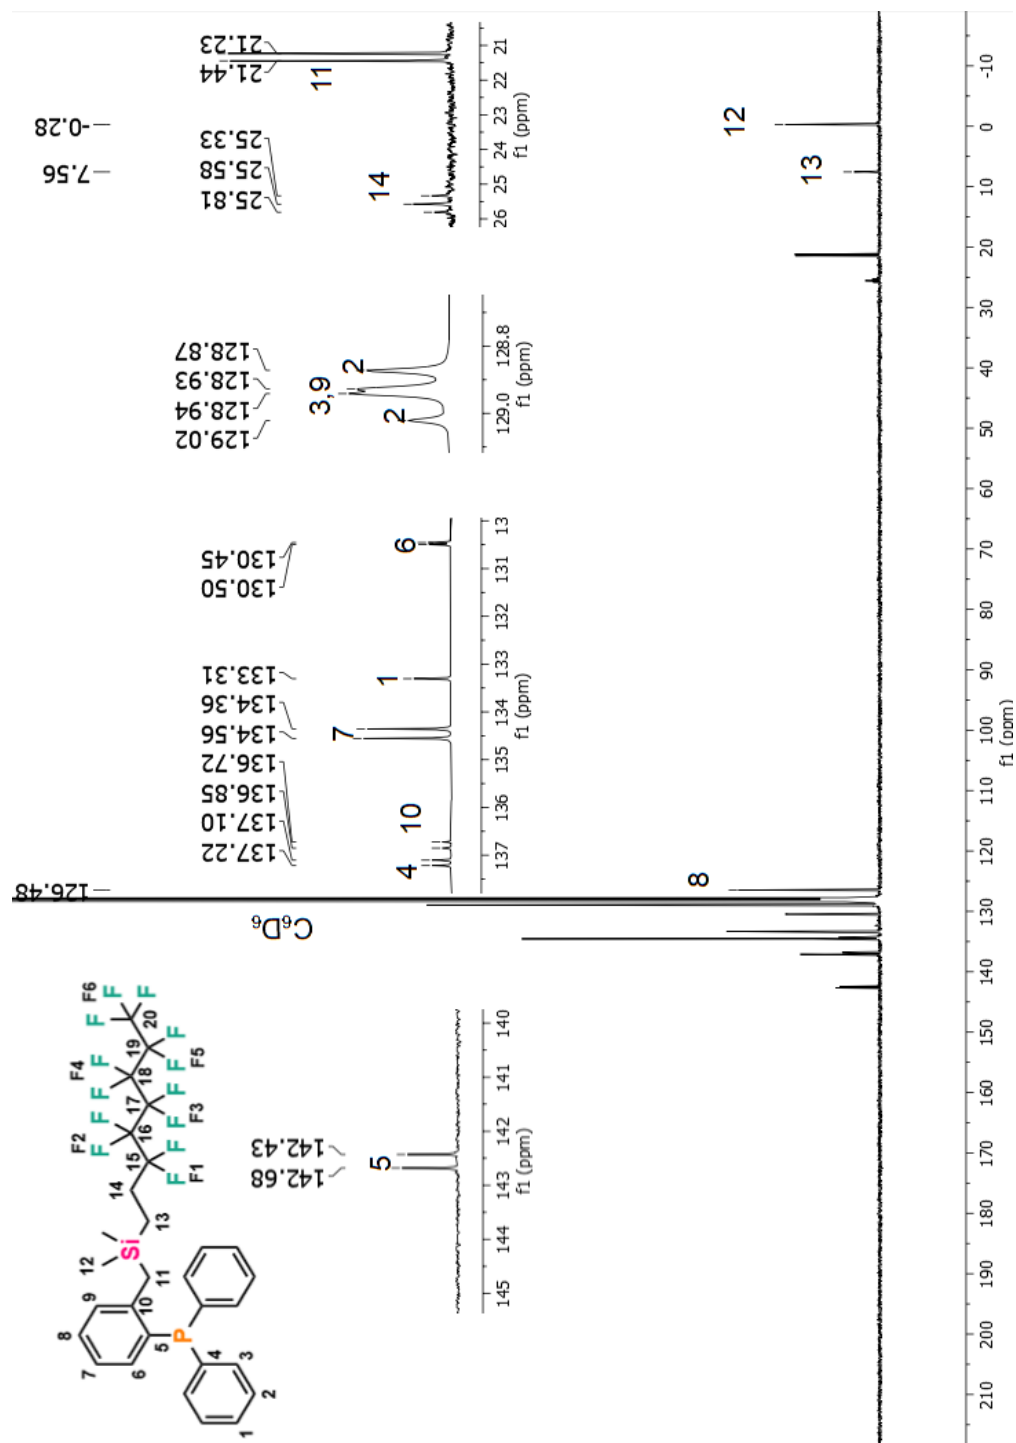 F6
F F
F
20
F4
F F
19
F F
F5
18
F2
F F
17
F F
F3
16
15
F F
F1
14
13
Si
12
11
9
10
8
7
6
5
P
4
3
2
1
126.48
7.56
-0.28
C₆D₆
142.68
142.43
5
145 144 143 142 141 140
f1 (ppm)
137.22
137.10
136.85
136.72
134.56
134.36
133.31
130.50
130.45
4 10 7 1 6
137 136 135 134 133 132 131 13
f1 (ppm)
129.02
128.94
128.93
128.87
2 3,9 2
129.0 128.8
f1 (ppm)
25.81
25.58
25.33
21.44
21.23
14 11
26 25 24 23 22 21
f1 (ppm)
8 13 12
210 200 190 180 170 160 150 140 130 120 110 100 90 80 70 60 50 40 30 20 10 0 -10
f1 (ppm)